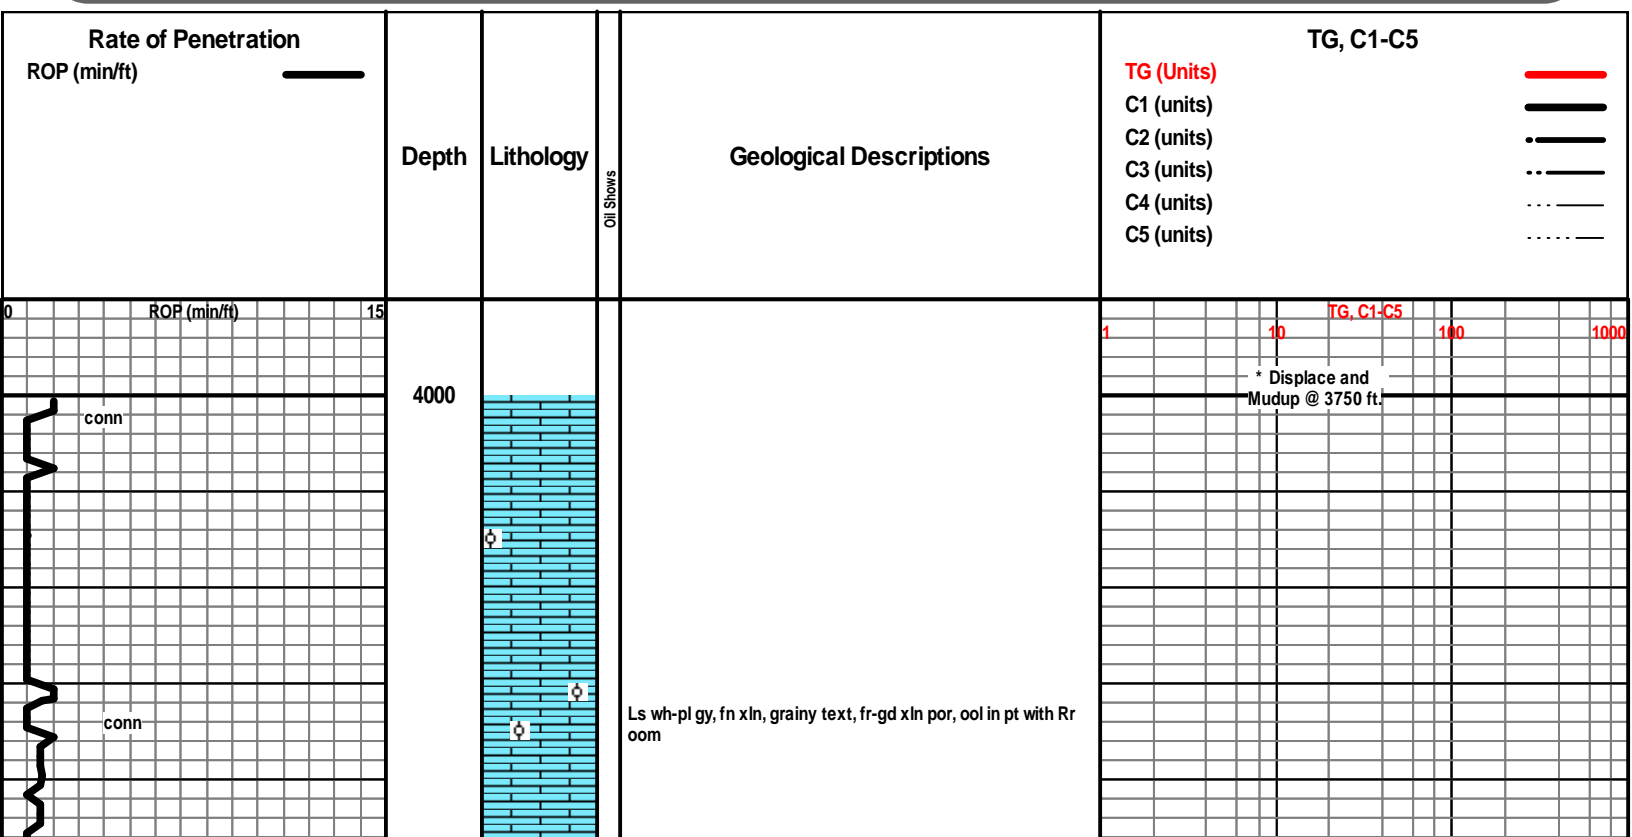 Rate of Penetration
ROP (min/ft)
Depth
Lithology
Oil Shows
Geological Descriptions
TG, C1-C5
TG (Units)
C1 (units)
C2 (units)
C3 (units)
C4 (units)
C5 (units)
0 ROP (min/ft) 15
TG, C1-C5
1 10 100 1000
* Displace and
Mudup @ 3750 ft.
4000
conn
conn
Ls wh-pl gy, fn xln, grainy text, fr-gd xln por, ool in pt with Rr
oom